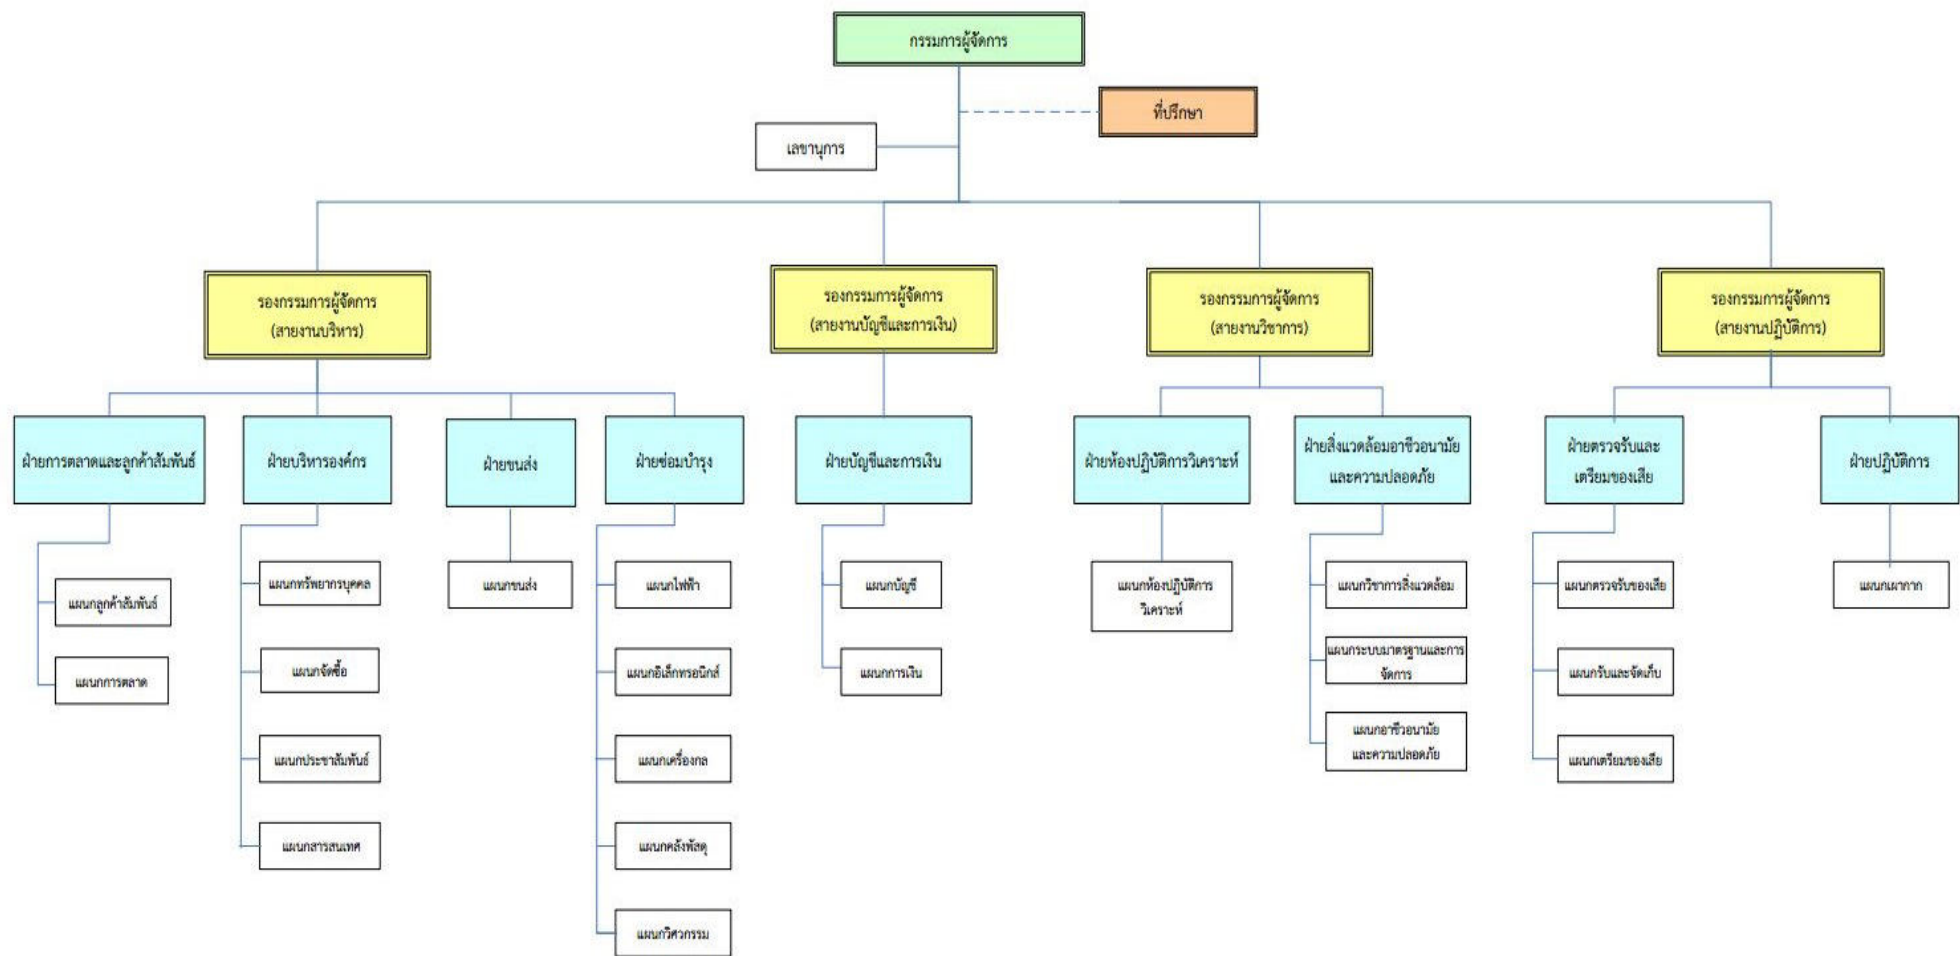 กรรมการผู้จัดการ
ที่ปรึกษา
เลขานุการ
รองกรรมการผู้จัดการ
(สายงานบริหาร)
รองกรรมการผู้จัดการ
(สายงานบัญชีและการเงิน)
รองกรรมการผู้จัดการ
(สายงานวิชาการ)
รองกรรมการผู้จัดการ
(สายงานปฏิบัติการ)
ฝ่ายการตลาดและลูกค้าสัมพันธ์
ฝ่ายบริหารองค์กร
ฝ่ายขนส่ง
ฝ่ายซ่อมบำรุง
ฝ่ายบัญชีและการเงิน
ฝ่ายห้องปฏิบัติการวิเคราะห์
ฝ่ายสิ่งแวดล้อมอาชีวอนามัย
และความปลอดภัย
ฝ่ายตรวจรับและ
เตรียมของเสีย
ฝ่ายปฏิบัติการ
แผนกลูกค้าสัมพันธ์
แผนกการตลาด
แผนกทรัพยากรบุคคล
แผนกจัดซื้อ
แผนกประชาสัมพันธ์
แผนกสารสนเทศ
แผนกขนส่ง
แผนกไฟฟ้า
แผนกอิเล็กทรอนิกส์
แผนกเครื่องกล
แผนกคลังพัสดุ
แผนกวิศวกรรม
แผนกบัญชี
แผนกการเงิน
แผนกห้องปฏิบัติการ
วิเคราะห์
แผนกวิชาการสิ่งแวดล้อม
แผนกระบบมาตรฐานและการ
จัดการ
แผนกอาชีวอนามัย
และความปลอดภัย
แผนกตรวจรับของเสีย
แผนกรับและจัดเก็บ
แผนกเตรียมของเสีย
แผนกเผากาก